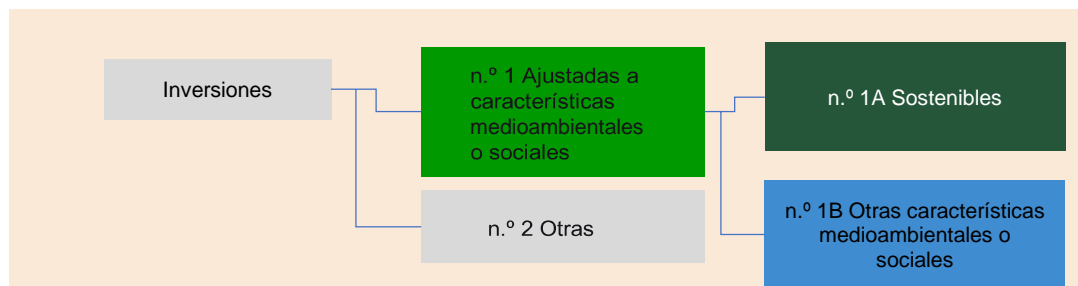 Inversiones
n.º 1 Ajustadas a
características
medioambientales
o sociales
n.º 2 Otras
n.º 1A Sostenibles
n.º 1B Otras características
medioambientales o
sociales